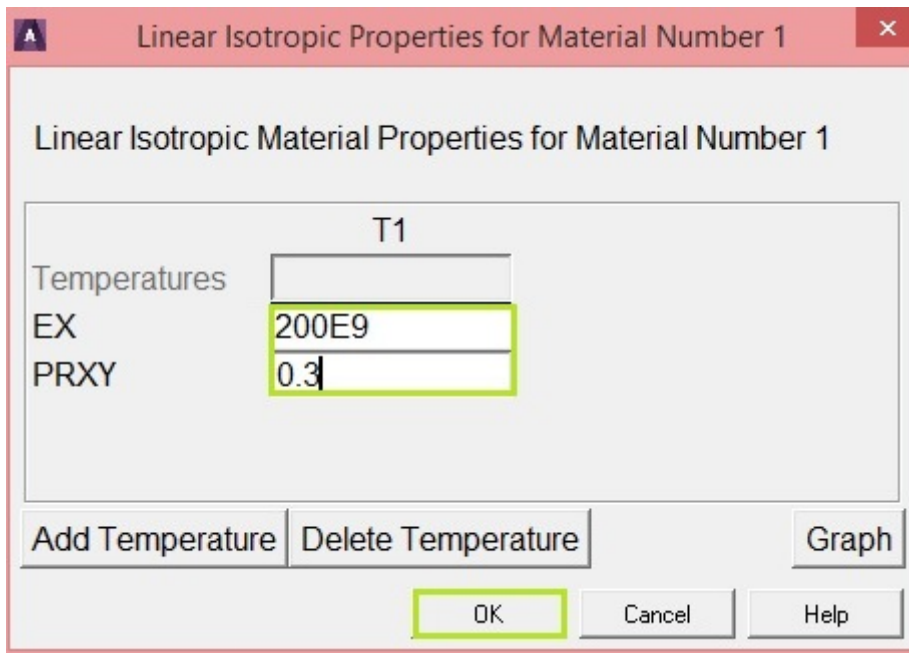 Linear Isotropic Properties for Material Number 1
Linear Isotropic Material Properties for Material Number 1
T1
Temperatures
EX 200E9
PRXY 0.3
Add Temperature Delete Temperature Graph
OK Cancel Help